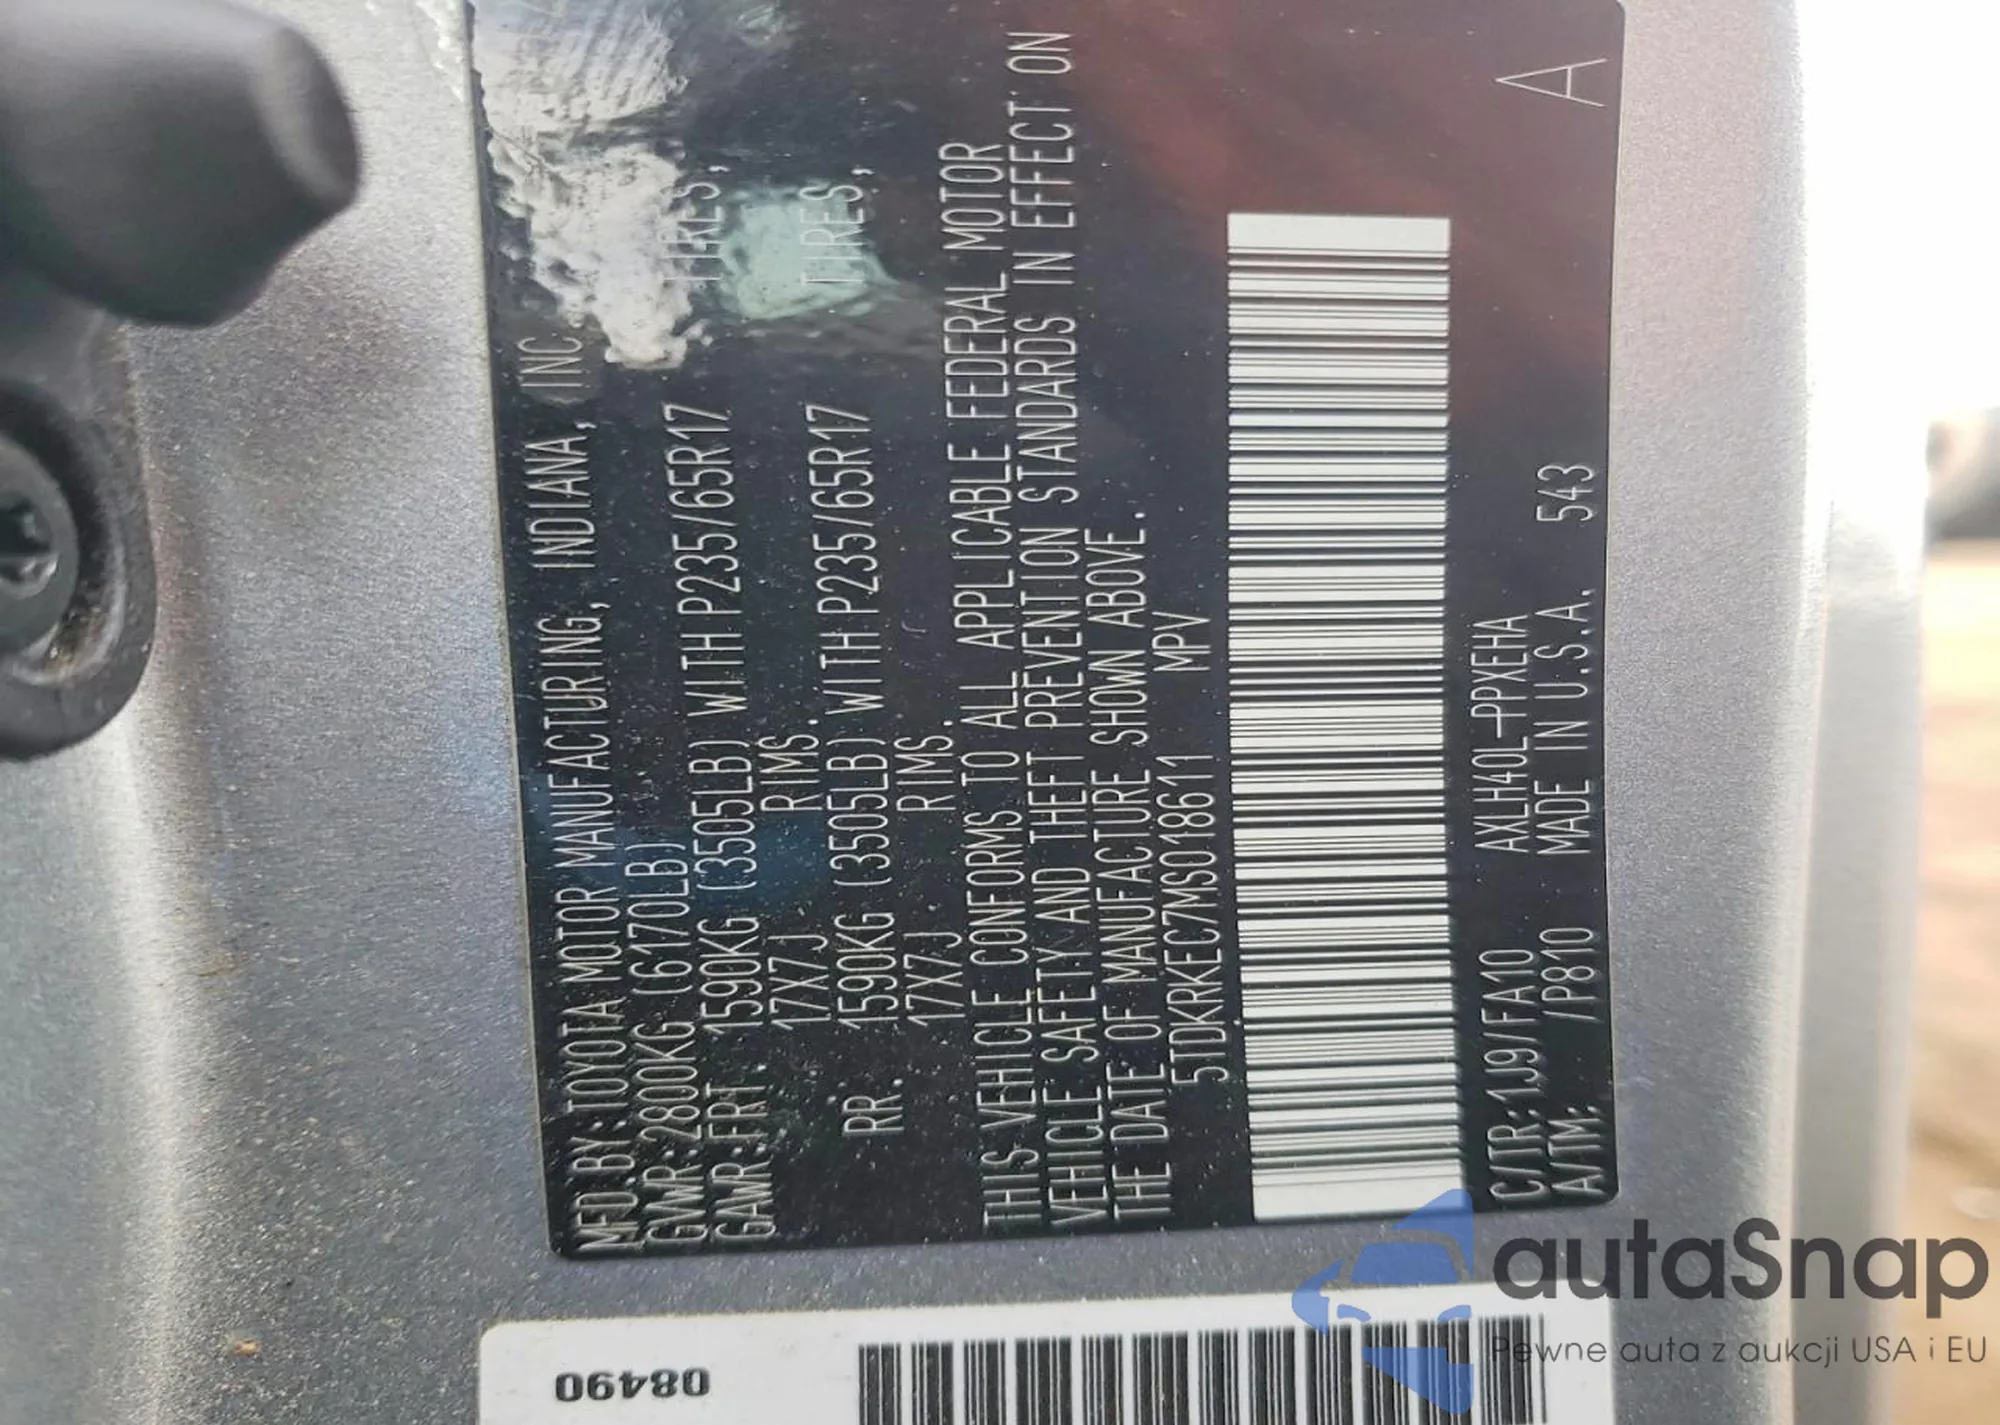 MFD BY: TOYOTA MOTOR MANUFACTURING, INDIANA, INC
GVWR: 2800KG (6170LB)
GAWR: FRT. 1590KG (3505LB) WITH P235/65R17 TIRES,
17X7J RIMS.
RR. 1590KG (3505LB) WITH P235/65R17 TIRES,
17X7J RIMS.
THIS VEHICLE CONFORMS TO ALL APPLICABLE FEDERAL MOTOR
VEHICLE SAFETY AND THEFT PREVENTION STANDARDS IN EFFECT ON
THE DATE OF MANUFACTURE SHOWN ABOVE.
5TDKRKEC7MS018611 MPV
C/TR: 1J9/FA10 AXLH40L-PPXEHA
A/TM: /P810 MADE IN U.S.A. 543
A
08490
autaSnap
Pewne auta z aukcji USA i EU